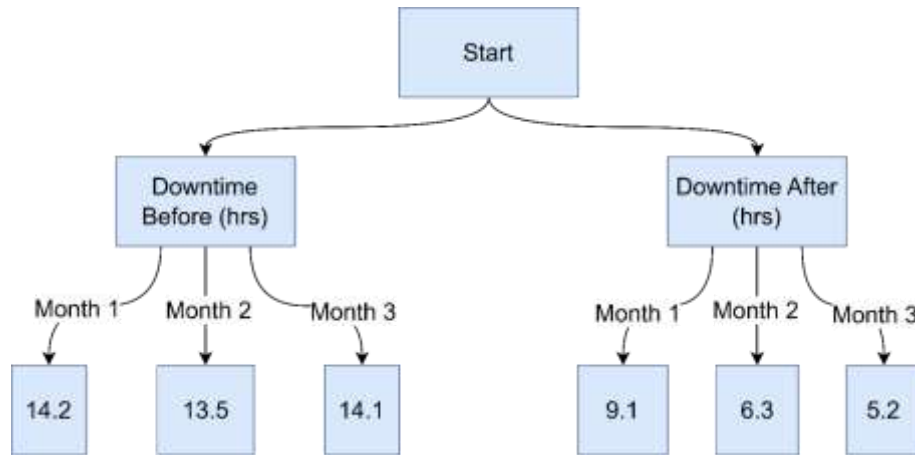 Start
Downtime
Before (hrs)
Downtime After
(hrs)
Month 1
Month 2
Month 3
Month 1
Month 2
Month 3
14.2
13.5
14.1
9.1
6.3
5.2